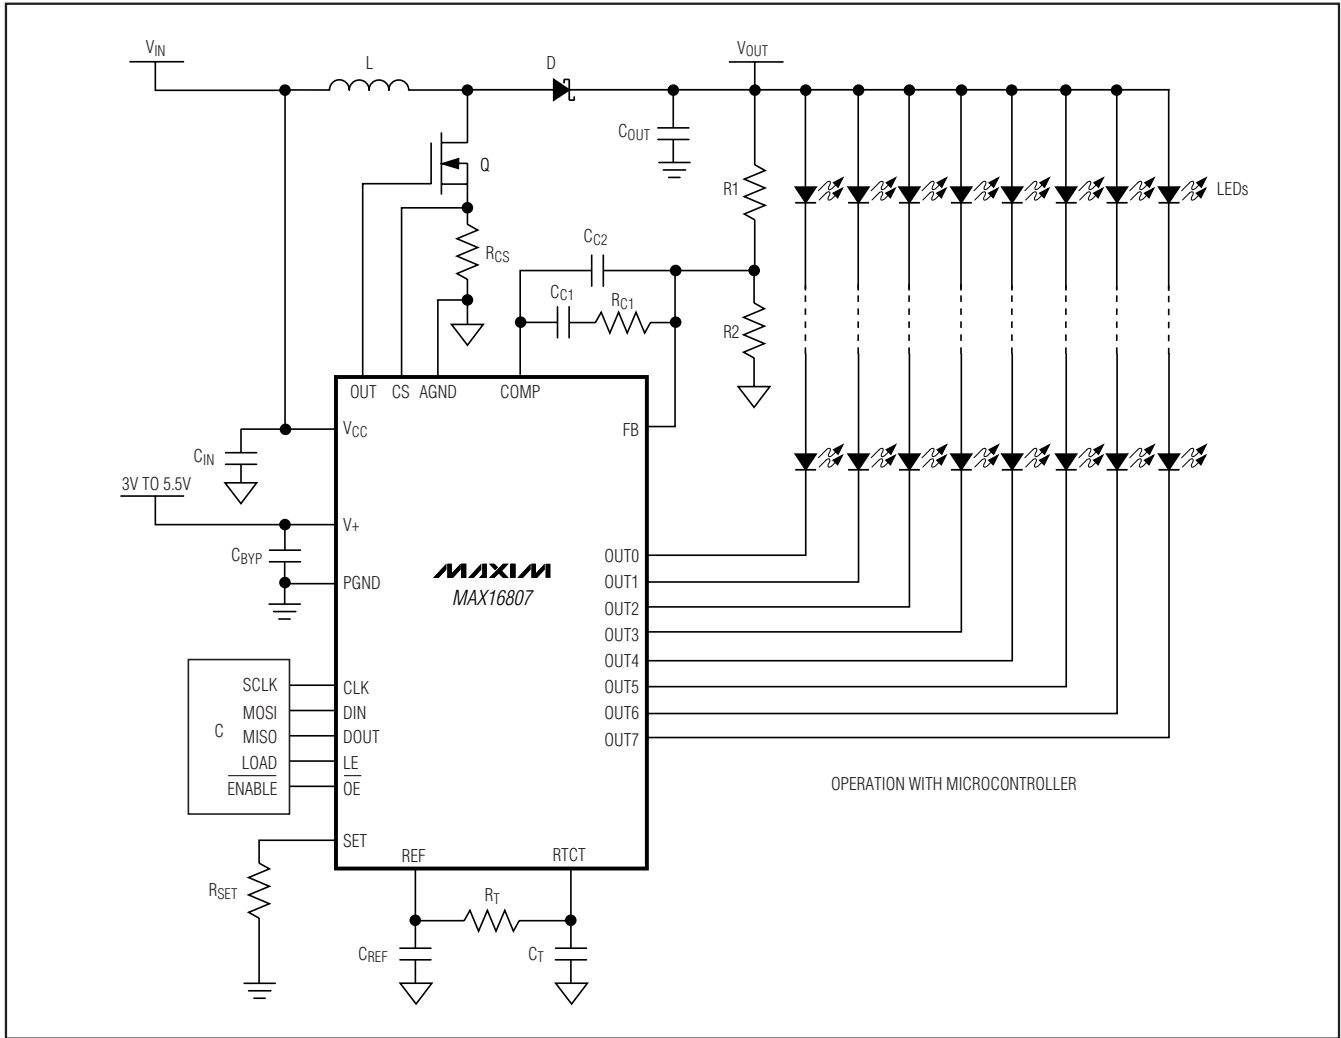 VIN
L
D
VOUT
COUT
Q
R1
LEDs
RCS
CC2
CC1
RC1
R2
OUT
CS
AGND
COMP
VCC
FB
CIN
3V TO 5.5V
V+
CBYP
PGND
MAXIM
MAX16807
OUT0
OUT1
OUT2
OUT3
OUT4
OUT5
OUT6
OUT7
SCLK
CLK
MOSI
DIN
C
MISO
DOUT
LOAD
LE
ENABLE
OE
OPERATION WITH MICROCONTROLLER
SET
REF
RTCT
RSET
RT
CREF
CT